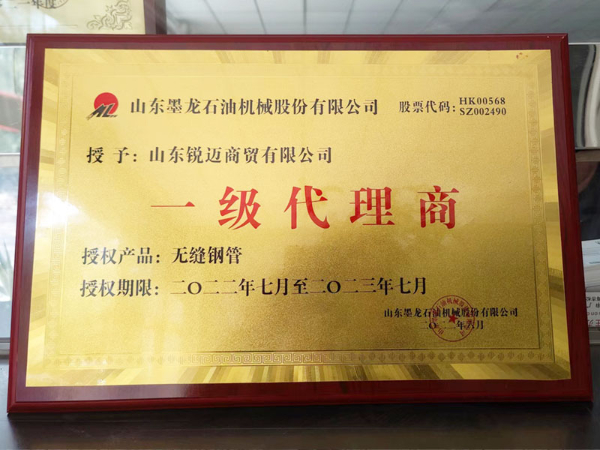 一年度
ML
山东墨龙石油机械股份有限公司 股票代码：HK00568
SZ002490
授 予：山东锐迈商贸有限公司
一级代理商
授权产品：无缝钢管
授权期限：二〇二二年七月至二〇二三年七月
山东墨龙石油机械股份有限公司